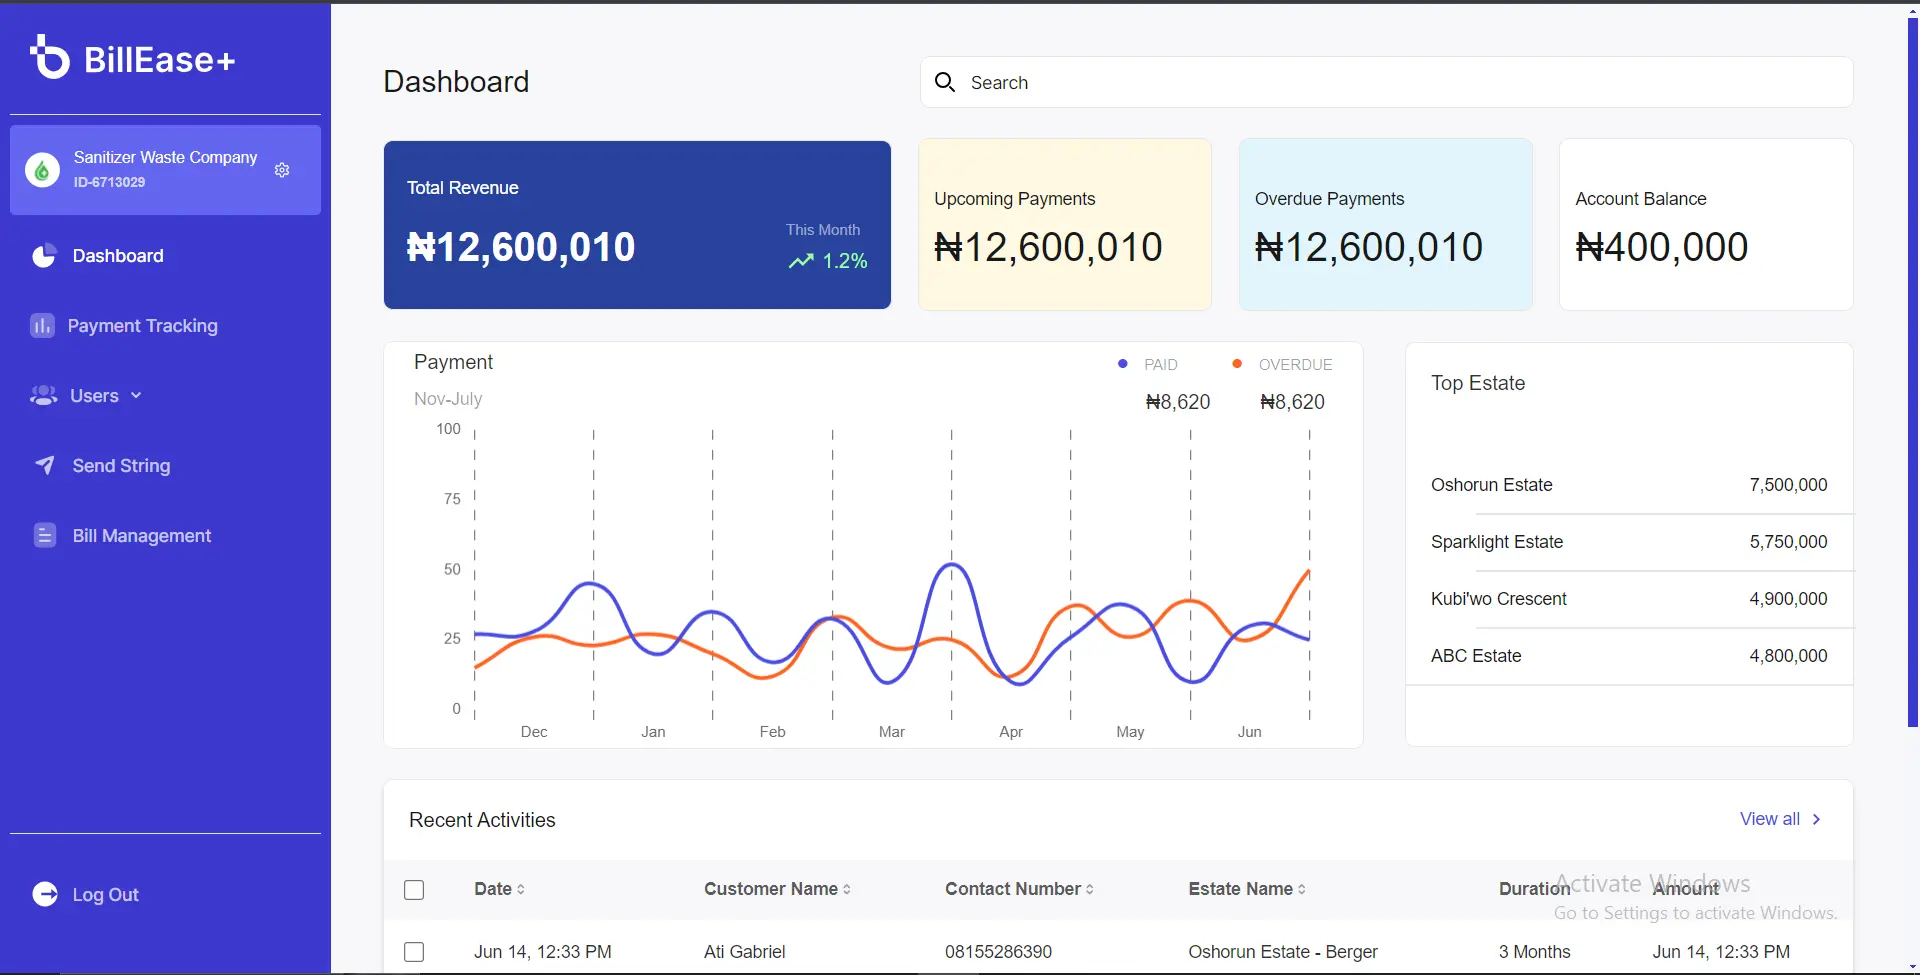 BillEase+
Sanitizer Waste Company
ID-6713029
Dashboard
Payment Tracking
Users
Send String
Bill Management
Log Out
Dashboard
Search
Total Revenue
₦12,600,010
This Month
1.2%
Upcoming Payments
₦12,600,010
Overdue Payments
₦12,600,010
Account Balance
₦400,000
Payment
Nov-July
PAID
₦8,620
OVERDUE
₦8,620
100
75
50
25
0
Dec Jan Feb Mar Apr May Jun
Top Estate
Oshorun Estate 7,500,000
Sparklight Estate 5,750,000
Kubi'wo Crescent 4,900,000
ABC Estate 4,800,000
Recent Activities
View all
Date Customer Name Contact Number Estate Name Duration Amount
Jun 14, 12:33 PM Ati Gabriel 08155286390 Oshorun Estate - Berger 3 Months Jun 14, 12:33 PM
Activate Windows
Go to Settings to activate Windows.